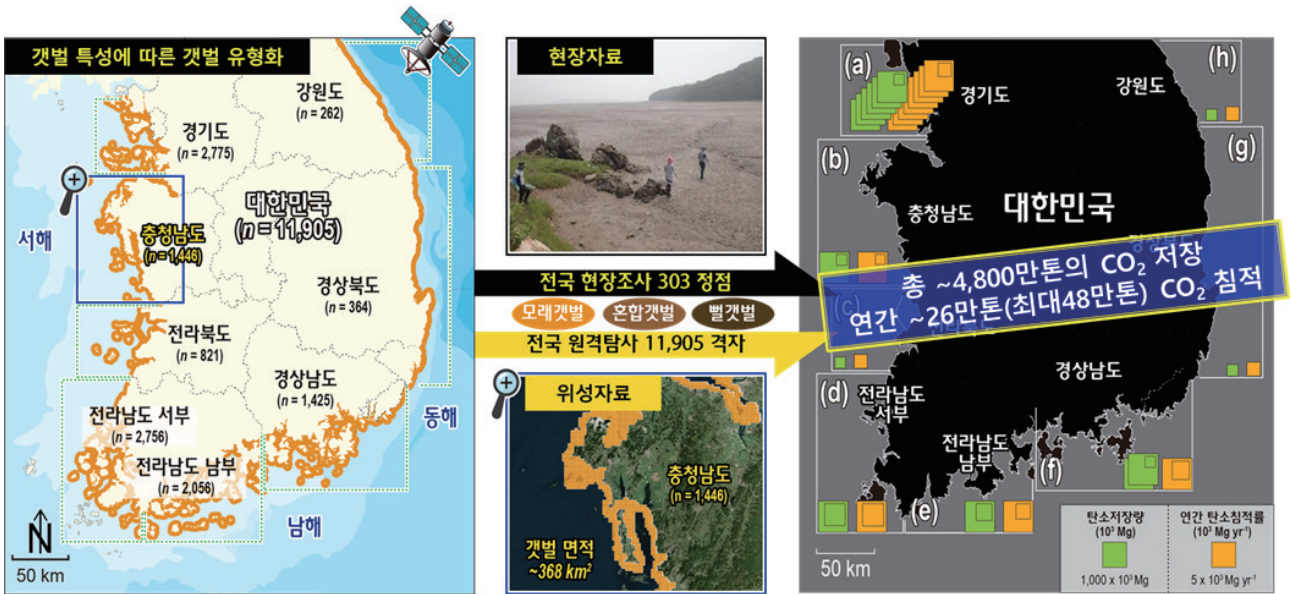 갯벌 특성에 따른 갯벌 유형화
강원도
(n = 262)
경기도
(n = 2,775)
대한민국
(n = 11,905)
서해
충청남도
(n = 1,446)
경상북도
(n = 364)
전라북도
(n = 821)
경상남도
(n = 1,425)
전라남도 서부
(n = 2,756)
동해
전라남도 남부
(n = 2,056)
남해
N
50 km
현장자료
전국 현장조사 303 정점
모래갯벌
혼합갯벌
뻘갯벌
전국 원격탐사 11,905 격자
위성자료
충청남도
(n = 1,446)
갯벌 면적
~368 km²
(a)
경기도
강원도
(h)
(b)
(g)
충청남도
대한민국
경상북도
총 ~4,800만톤의 CO₂ 저장
연간 ~26만톤(최대48만톤) CO₂ 침적
(c)
전라북도
경상남도
(d)
전라남도
서부
전라남도
남부
(f)
(e)
50 km
탄소저장량
(10³ Mg)
1,000 x 10³ Mg
연간 탄소침적률
(10³ Mg yr⁻¹)
5 x 10³ Mg yr⁻¹